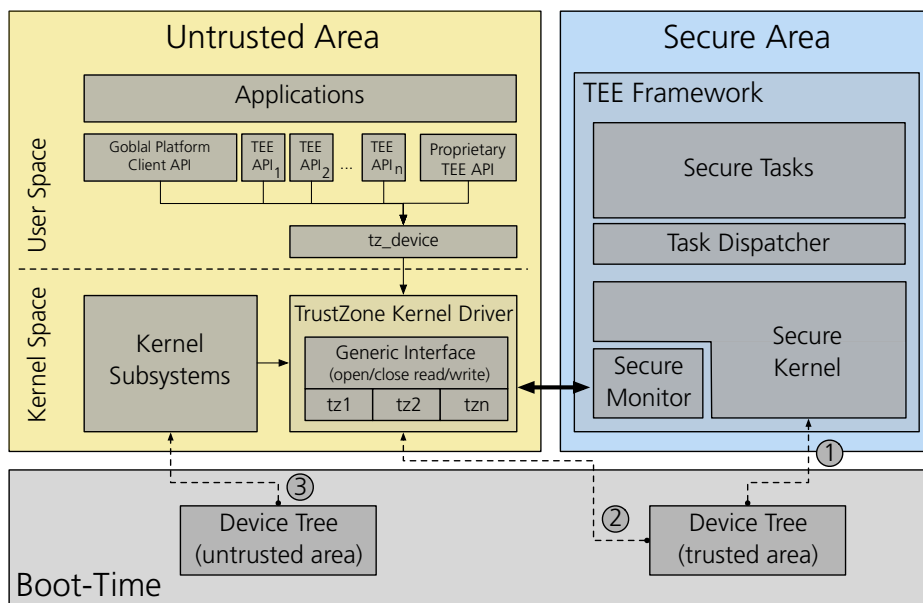 Untrusted Area
Secure Area
Applications
TEE Framework
User Space
Goblal Platform
Client API
TEE
API1
TEE
API2
...
TEE
APIn
Proprietary
TEE API
Secure Tasks
tz_device
Task Dispatcher
Kernel Space
Kernel
Subsystems
TrustZone Kernel Driver
Generic Interface
(open/close read/write)
tz1
tz2
tzn
Secure
Kernel
Secure
Monitor
1
3
2
Device Tree
(untrusted area)
Device Tree
(trusted area)
Boot-Time